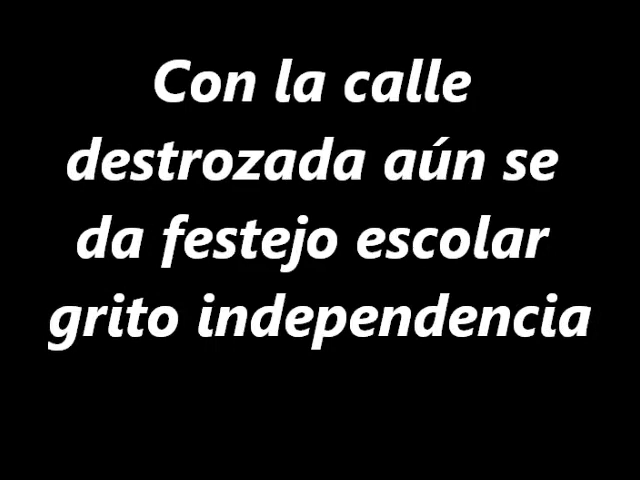 Con la calle
destrozada aún se
da festejo escolar
grito independencia